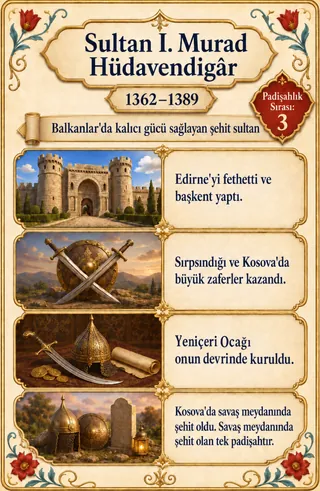 Sultan I. Murad
Hüdavendigâr
1362–1389
Padişahlık
Sırası:
3
Balkanlar'da kalıcı gücü sağlayan şehit sultan
Edirne'yi fethetti ve
başkent yaptı.
Sırpsındığı ve Kosova'da
büyük zaferler kazandı.
Yeniçeri Ocağı
onun devrinde kuruldu.
Kosova'da savaş meydanında
şehit oldu. Savaş meydanında
şehit olan tek padişahtır.